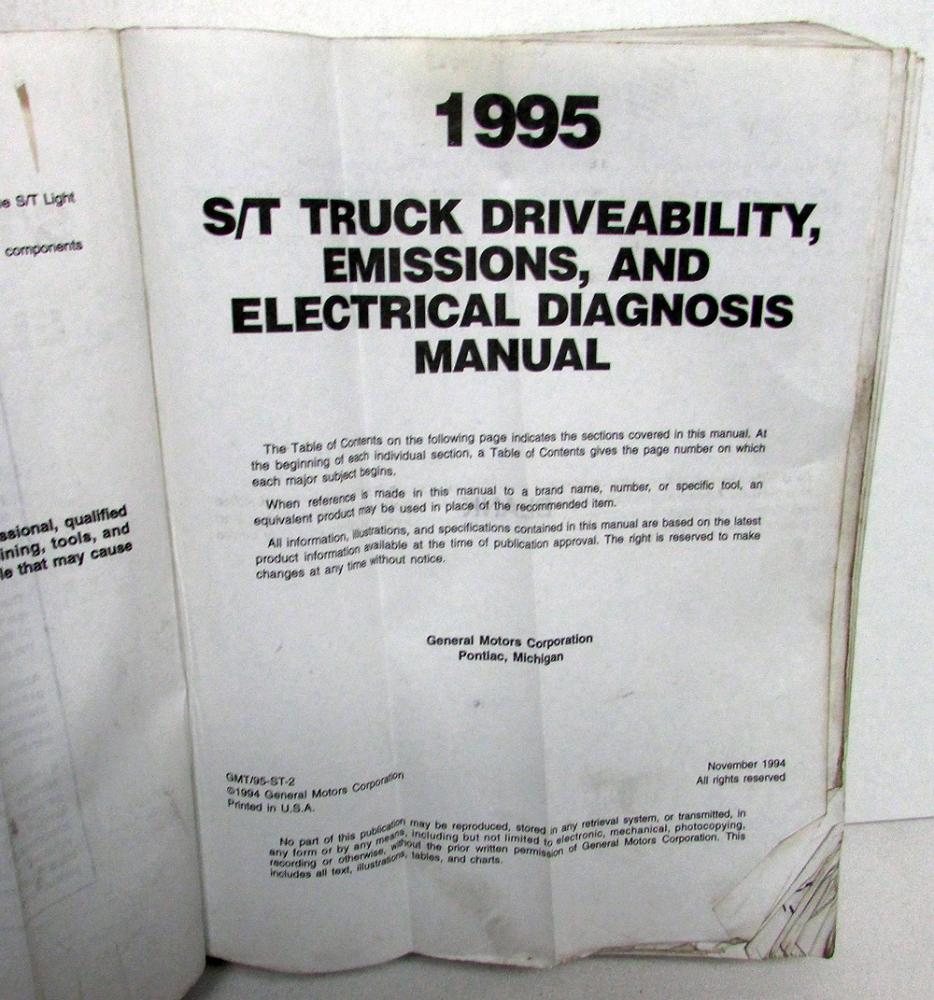 e S/T Light
components
ssional, qualified
ining, tools, and
le that may cause
1995
S/T TRUCK DRIVEABILITY,
EMISSIONS, AND
ELECTRICAL DIAGNOSIS
MANUAL
The Table of Contents on the following page indicates the sections covered in this manual. At
the beginning of each individual section, a Table of Contents gives the page number on which
each major subject begins.
When reference is made in this manual to a brand name, number, or specific tool, an
equivalent product may be used in place of the recommended item.
All information, illustrations, and specifications contained in this manual are based on the latest
product information available at the time of publication approval. The right is reserved to make
changes at any time without notice.
General Motors Corporation
Pontiac, Michigan
GMT/95-ST-2
©1994 General Motors Corporation
Printed in U.S.A.
November 1994
All rights reserved
No part of this publication may be reproduced, stored in any retrieval system, or transmitted, in
any form or by any means, including but not limited to electronic, mechanical, photocopying,
recording or otherwise, without the prior written permission of General Motors Corporation. This
includes all text, illustrations, tables, and charts.